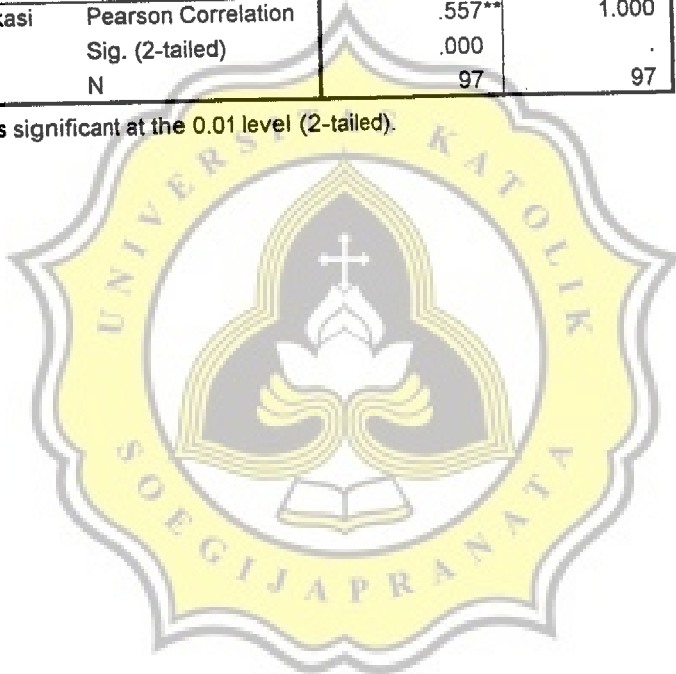 kasi Pearson Correlation .557** 1.000
Sig. (2-tailed) .000 .
N 97 97
s significant at the 0.01 level (2-tailed).
UNIVERSITAS KATOLIK
SOEGIJAPRANATA